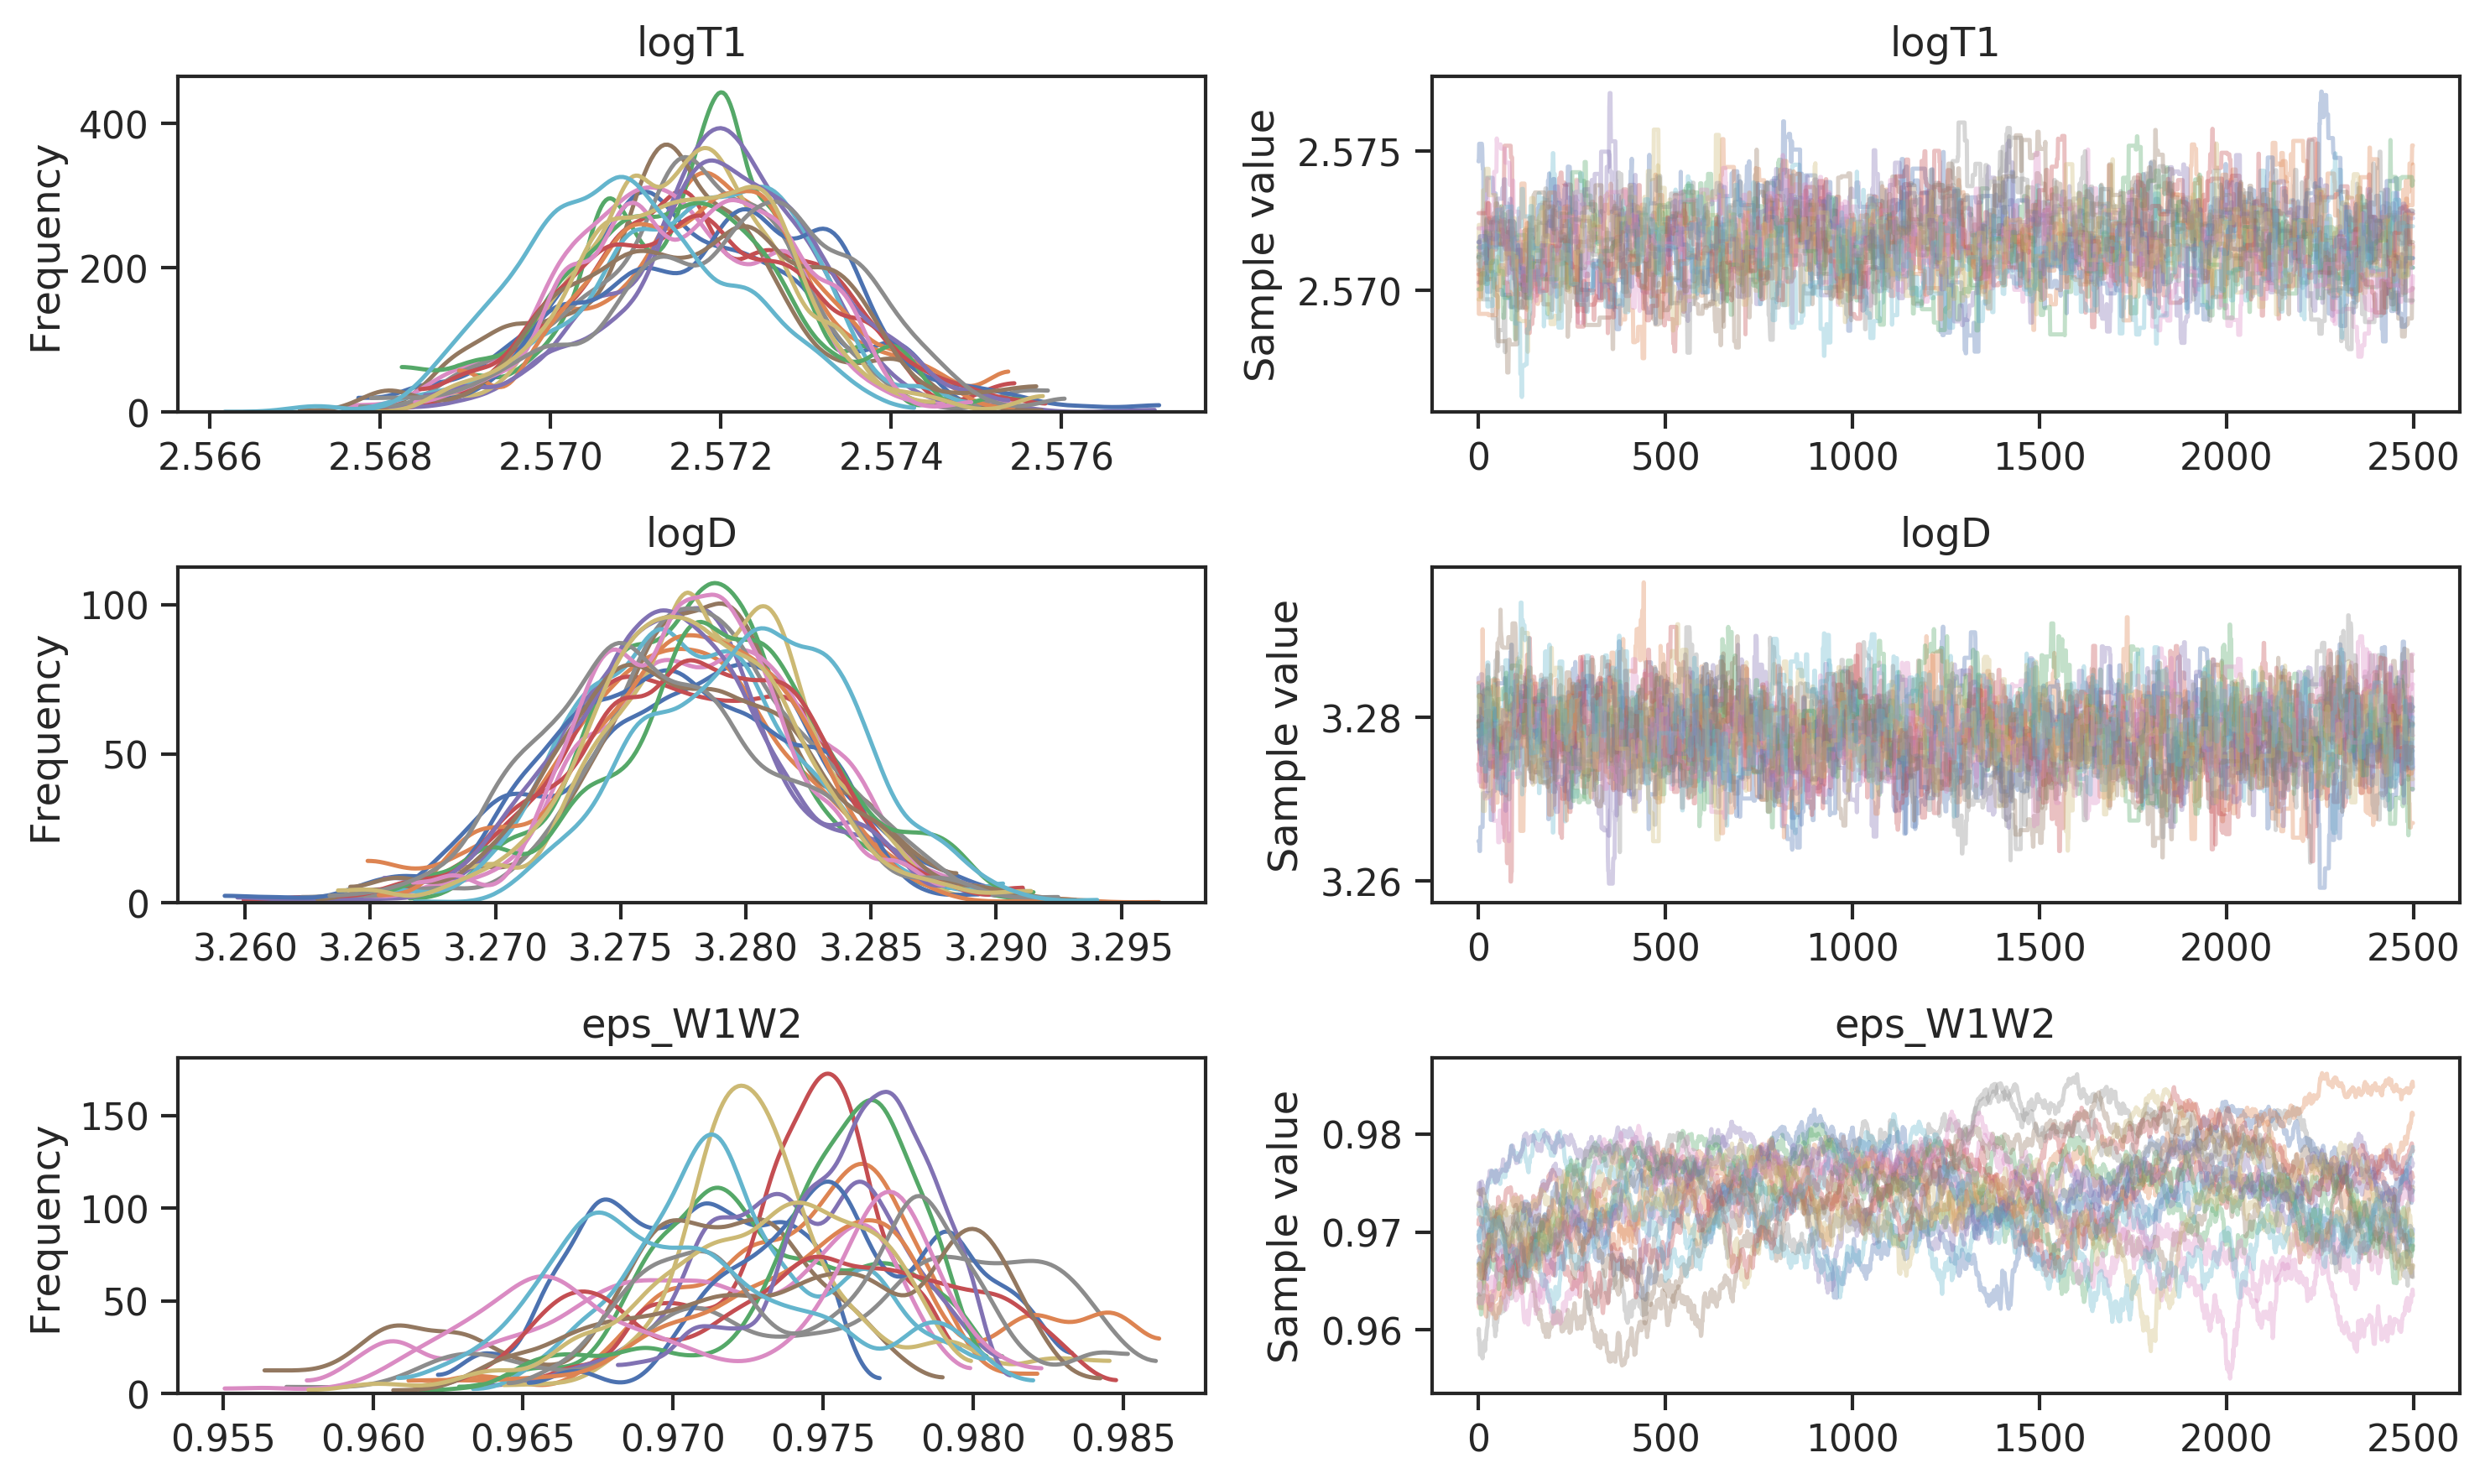 logT1
Frequency
400
200
0
2.566 2.568 2.570 2.572 2.574 2.576
logT1
Sample value
2.575
2.570
0 500 1000 1500 2000 2500
logD
Frequency
100
50
0
3.260 3.265 3.270 3.275 3.280 3.285 3.290 3.295
logD
Sample value
3.28
3.26
0 500 1000 1500 2000 2500
eps_W1W2
Frequency
150
100
50
0
0.955 0.960 0.965 0.970 0.975 0.980 0.985
eps_W1W2
Sample value
0.98
0.97
0.96
0 500 1000 1500 2000 2500